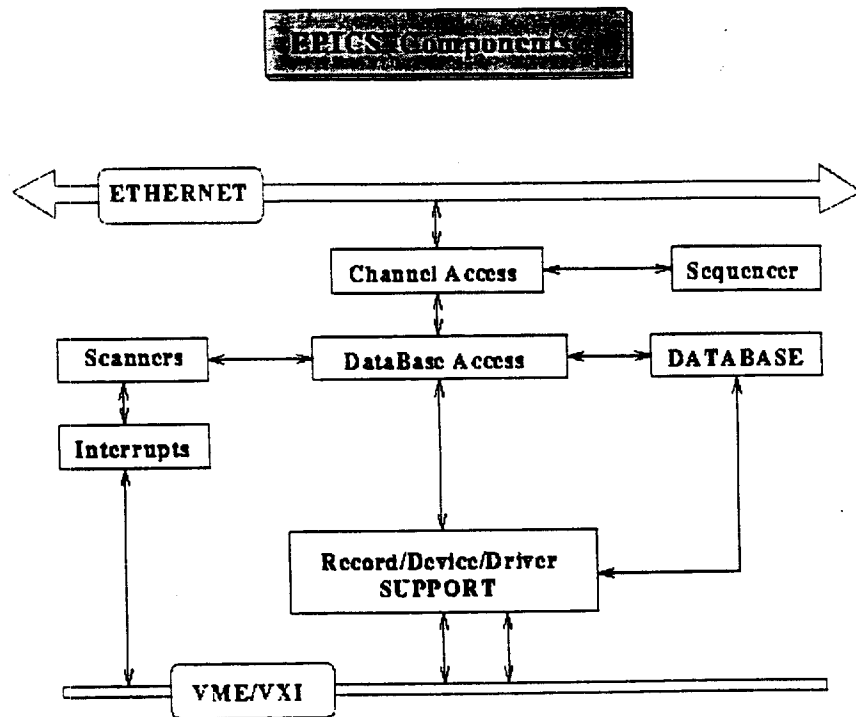 EPICS Components
ETHERNET
Channel Access
Sequencer
Scanners
DataBase Access
DATABASE
Interrupts
Record/Device/Driver
SUPPORT
VME/VXI